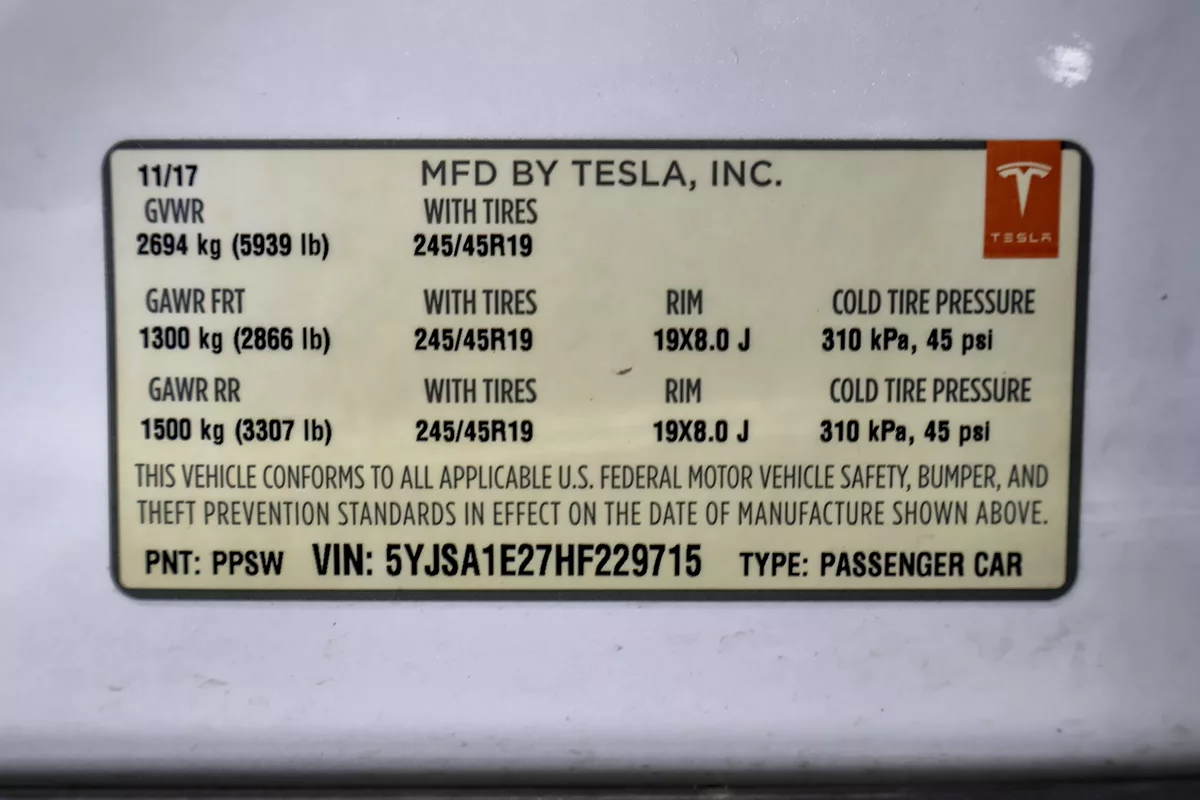 11/17 MFD BY TESLA, INC.
GVWR WITH TIRES
2694 kg (5939 lb) 245/45R19
TESLA
GAWR FRT WITH TIRES RIM COLD TIRE PRESSURE
1300 kg (2866 lb) 245/45R19 19X8.0 J 310 kPa, 45 psi
GAWR RR WITH TIRES RIM COLD TIRE PRESSURE
1500 kg (3307 lb) 245/45R19 19X8.0 J 310 kPa, 45 psi
THIS VEHICLE CONFORMS TO ALL APPLICABLE U.S. FEDERAL MOTOR VEHICLE SAFETY, BUMPER, AND
THEFT PREVENTION STANDARDS IN EFFECT ON THE DATE OF MANUFACTURE SHOWN ABOVE.
PNT: PPSW VIN: 5YJSA1E27HF229715 TYPE: PASSENGER CAR